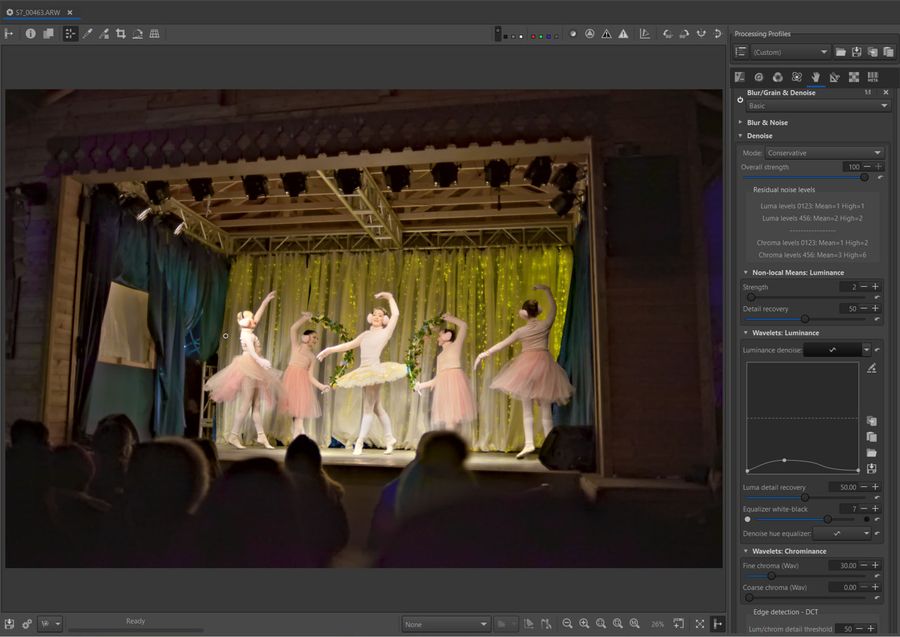 S7_00463.ARW
Processing Profiles
(Custom)
META
Blur/Grain & Denoise
1:1
Basic
Blur & Noise
Denoise
Mode: Conservative
Overall strength 100
Residual noise levels
Luma levels 0123: Mean=1 High=1
Luma levels 456: Mean=2 High=2
-----------------
Chroma levels 0123: Mean=1 High=2
Chroma levels 456: Mean=3 High=6
Non-local Means: Luminance
Strength 2
Detail recovery 50
Wavelets: Luminance
Luminance denoise:
Luma detail recovery 50.00
Equalizer white-black 7
Denoise hue equalizer:
Wavelets: Chrominance
Fine chroma (Wav) 30.00
Coarse chroma (Wav) 0.00
Edge detection - DCT
Lum/chrom detail threshold 50
Ready
None
26%